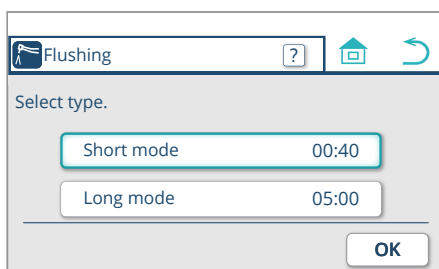 Flushing ?
Select type.
Short mode 00:40
Long mode 05:00
OK